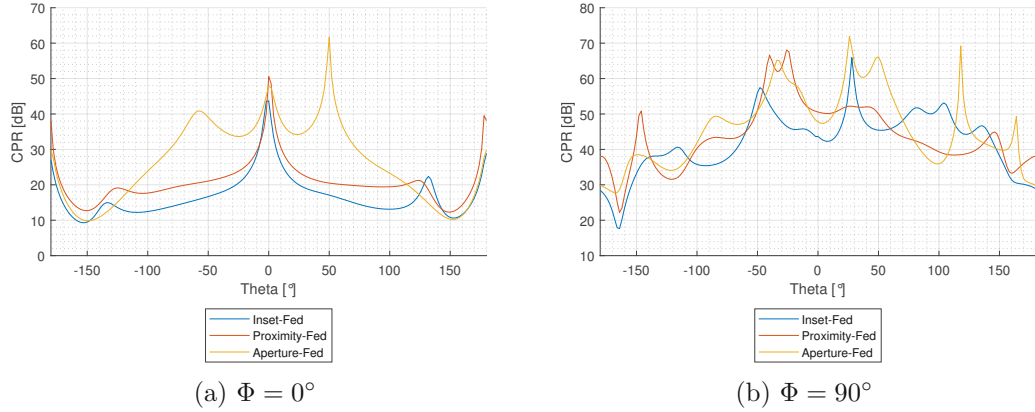 70
60
50
40
30
20
10
0
CPR [dB]
-150 -100 -50 0 50 100 150
Theta [°]
Inset-Fed
Proximity-Fed
Aperture-Fed
(a) Φ = 0°
80
70
60
50
40
30
20
10
CPR [dB]
-150 -100 -50 0 50 100 150
Theta [°]
Inset-Fed
Proximity-Fed
Aperture-Fed
(b) Φ = 90°